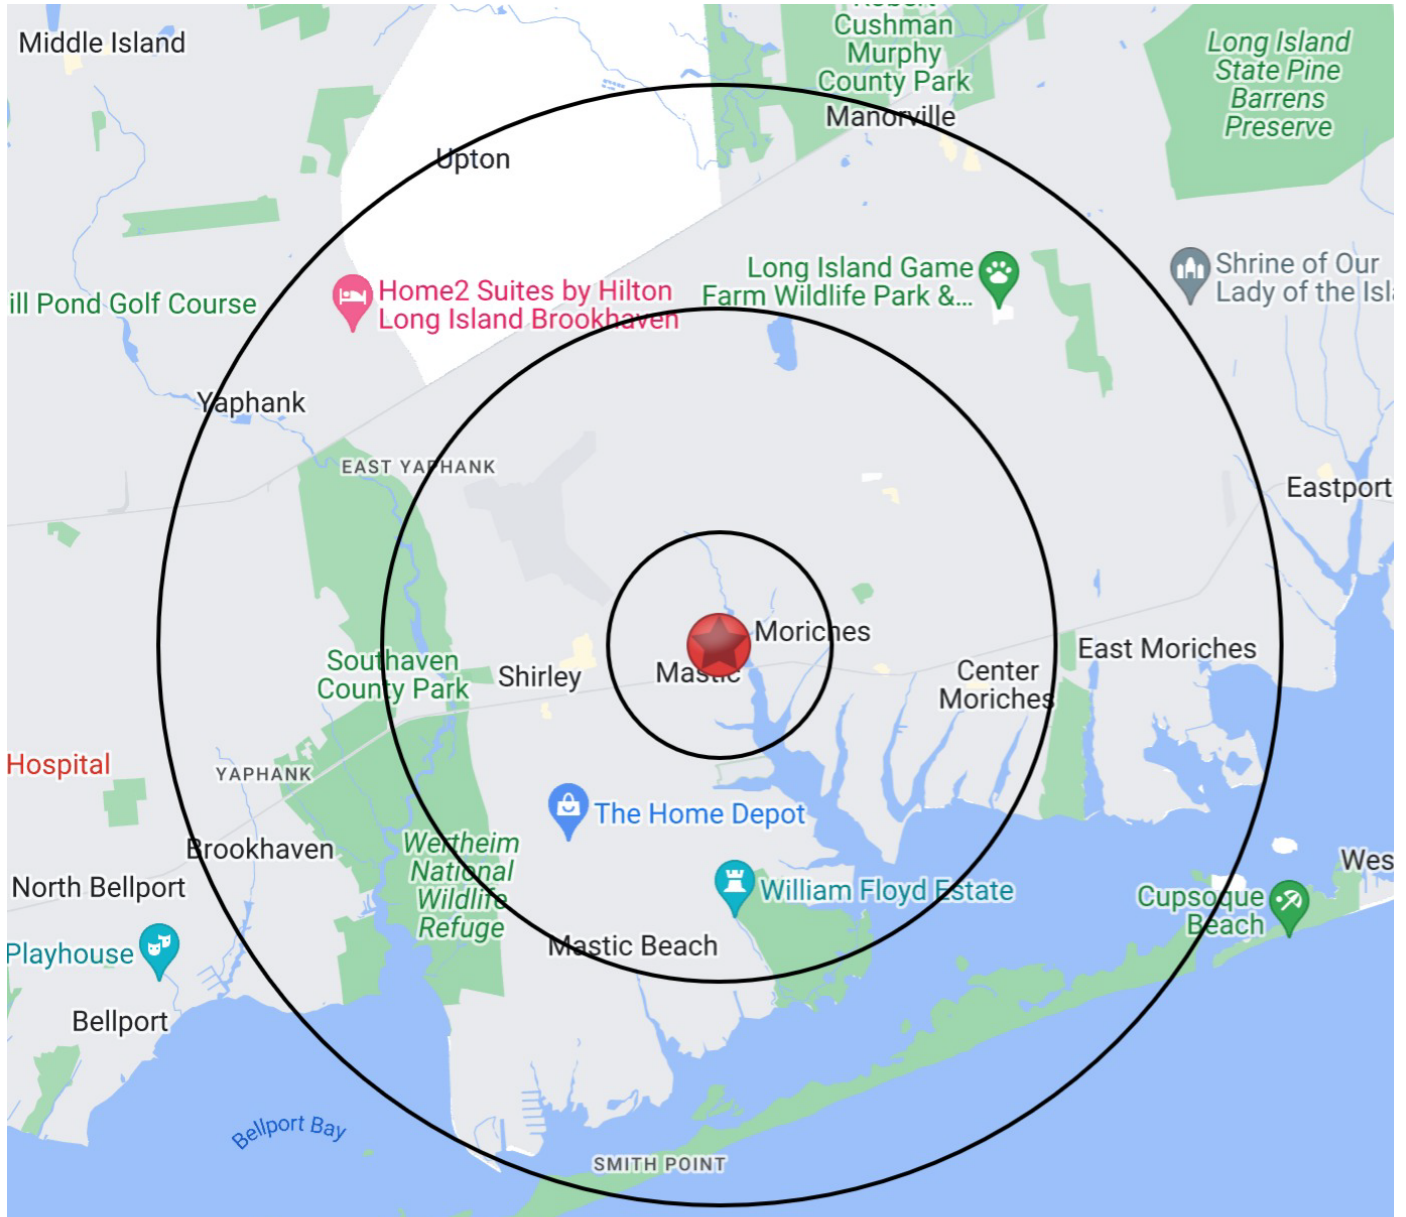 Robert
Cushman
Murphy
County Park
Middle Island
Long Island
State Pine
Barrens
Preserve
Manorville
Upton
Long Island Game
Farm Wildlife Park &...
Shrine of Our
Lady of the Isl
Home2 Suites by Hilton
Long Island Brookhaven
ill Pond Golf Course
Yaphank
EAST YAPHANK
Eastport
Moriches
Mastic
Southaven
County Park
Shirley
Center
Moriches
East Moriches
Hospital
YAPHANK
The Home Depot
Brookhaven
Wertheim
National
Wildlife
Refuge
North Bellport
William Floyd Estate
Wes
Cupsoque
Beach
Playhouse
Mastic Beach
Bellport
Bellport Bay
SMITH POINT